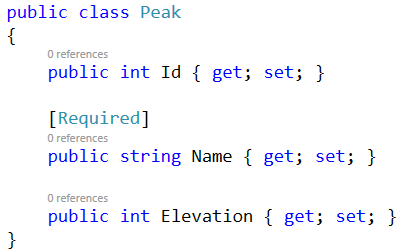 public class Peak
{
0 references
public int Id { get; set; }
[Required]
0 references
public string Name { get; set; }
0 references
public int Elevation { get; set; }
}